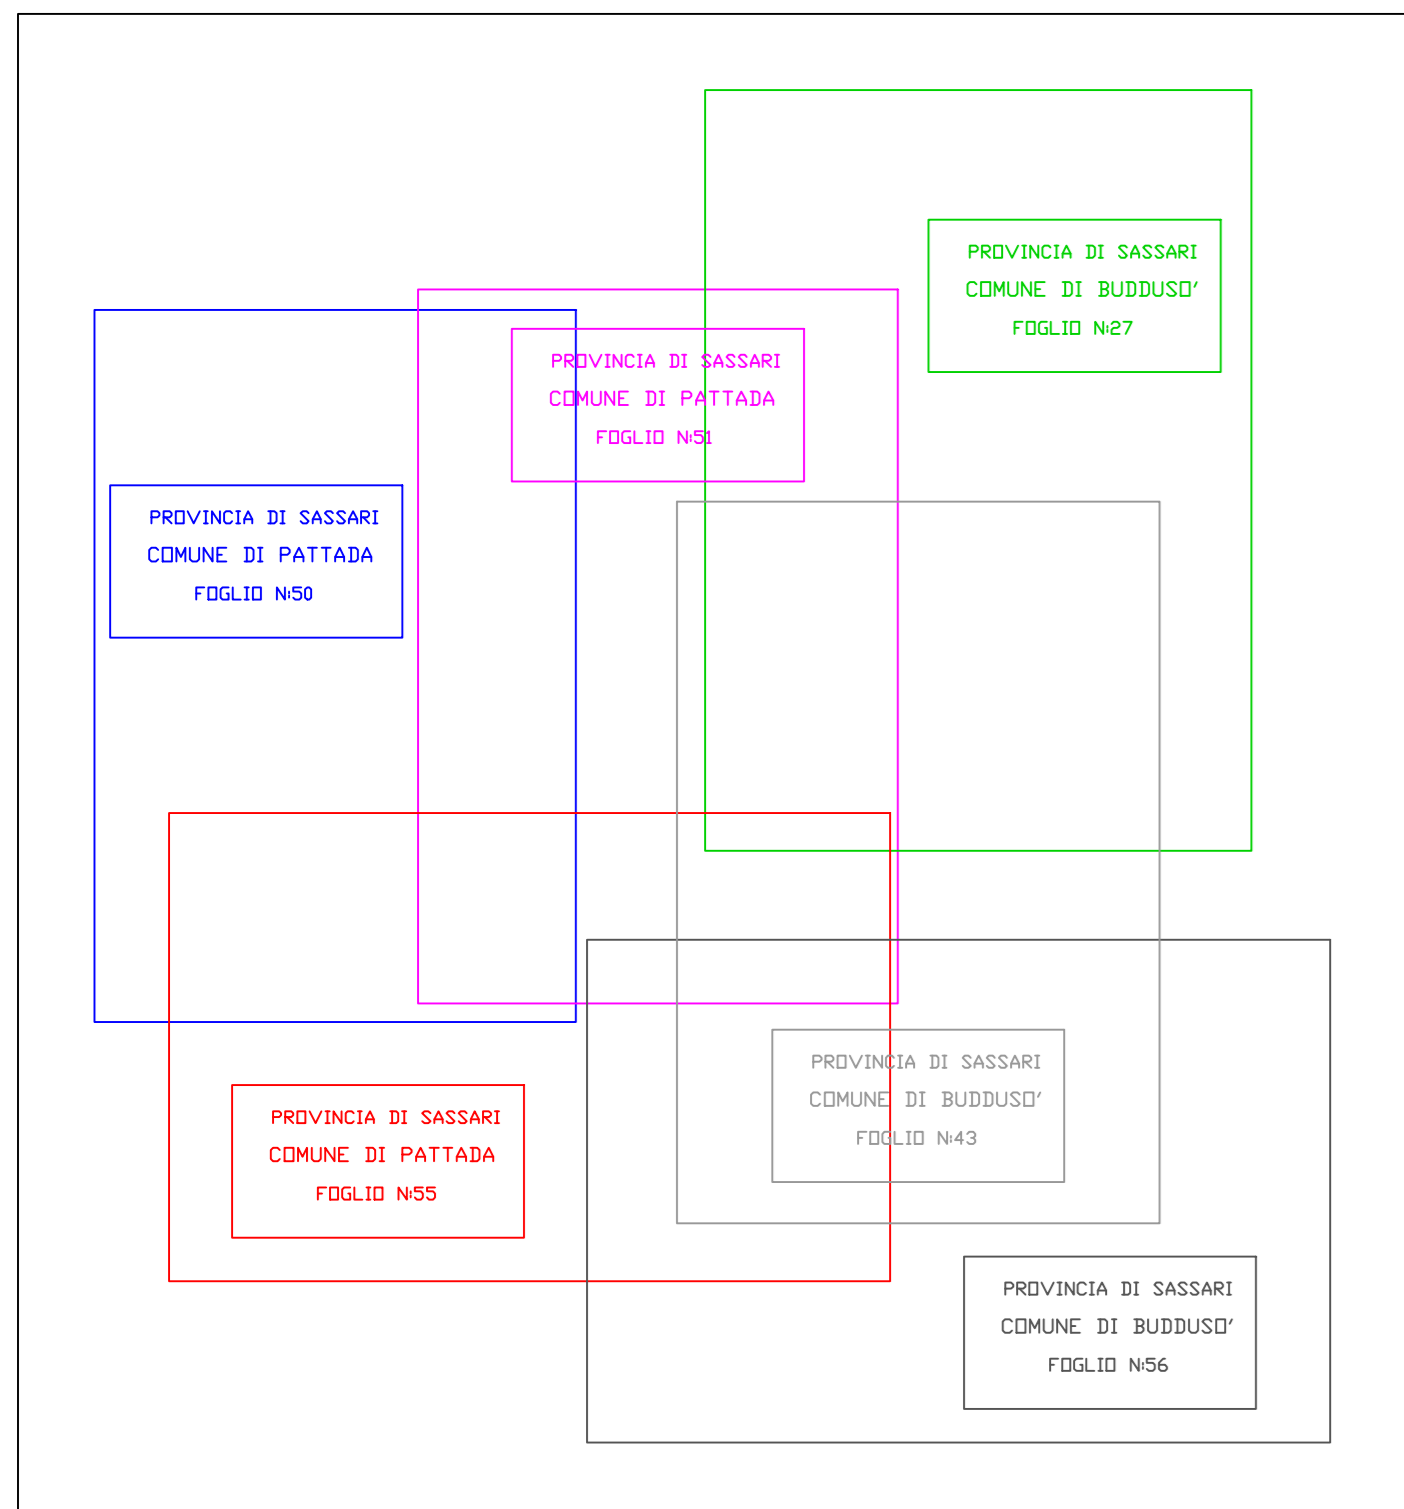 PROVINCIA DI SASSARI
COMUNE DI BUDDUSO'
FOGLIO N:27
PROVINCIA DI SASSARI
COMUNE DI PATTADA
FOGLIO N:51
PROVINCIA DI SASSARI
COMUNE DI PATTADA
FOGLIO N:50
PROVINCIA DI SASSARI
COMUNE DI BUDDUSO'
FOGLIO N:43
PROVINCIA DI SASSARI
COMUNE DI PATTADA
FOGLIO N:55
PROVINCIA DI SASSARI
COMUNE DI BUDDUSO'
FOGLIO N:56